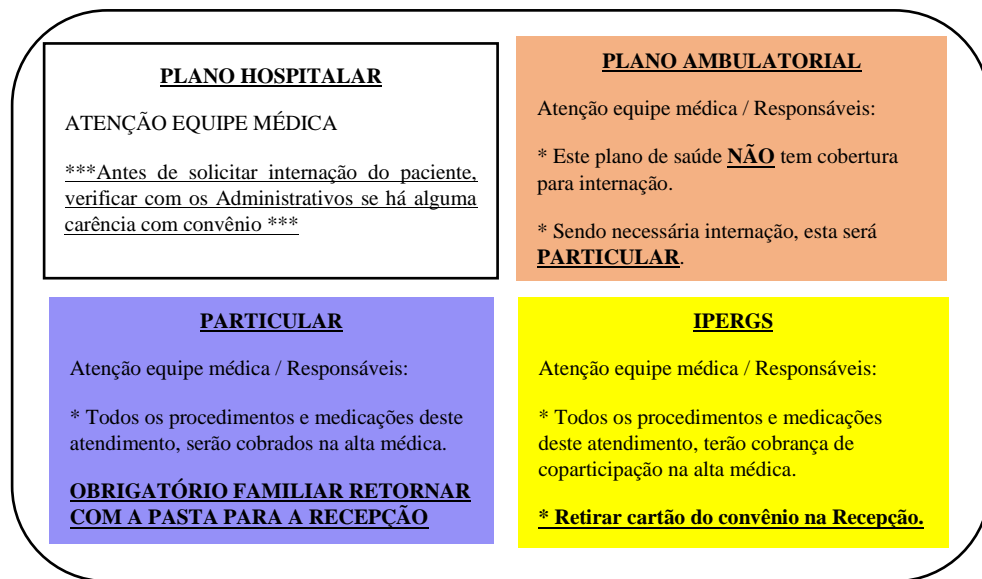 PLANO HOSPITALAR
ATENÇÃO EQUIPE MÉDICA
***Antes de solicitar internação do paciente,
verificar com os Administrativos se há alguma
carência com convênio ***
PLANO AMBULATORIAL
Atenção equipe médica / Responsáveis:
* Este plano de saúde NÃO tem cobertura
para internação.
* Sendo necessária internação, esta será
PARTICULAR.
PARTICULAR
Atenção equipe médica / Responsáveis:
* Todos os procedimentos e medicações deste
atendimento, serão cobrados na alta médica.
OBRIGATÓRIO FAMILIAR RETORNAR
COM A PASTA PARA A RECEPÇÃO
IPERGS
Atenção equipe médica / Responsáveis:
* Todos os procedimentos e medicações
deste atendimento, terão cobrança de
coparticipação na alta médica.
* Retirar cartão do convênio na Recepção.